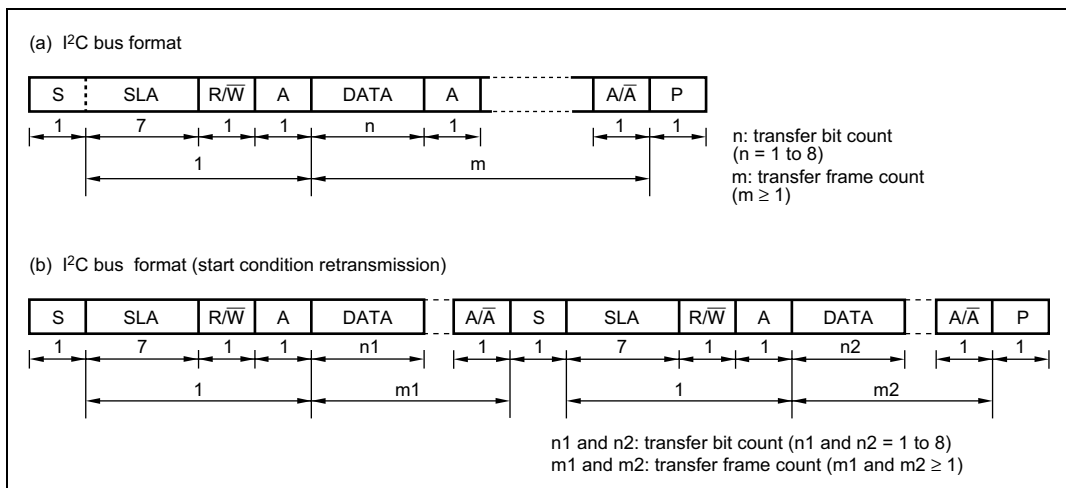 (a) I²C bus format
S SLA R/W̅ A DATA A A/A̅ P
1 7 1 1 n 1 1 1
1 m
n: transfer bit count
(n = 1 to 8)
m: transfer frame count
(m ≥ 1)
(b) I²C bus format (start condition retransmission)
S SLA R/W̅ A DATA A/A̅ S SLA R/W̅ A DATA A/A̅ P
1 7 1 1 n1 1 1 7 1 1 n2 1 1
1 m1 1 m2
n1 and n2: transfer bit count (n1 and n2 = 1 to 8)
m1 and m2: transfer frame count (m1 and m2 ≥ 1)